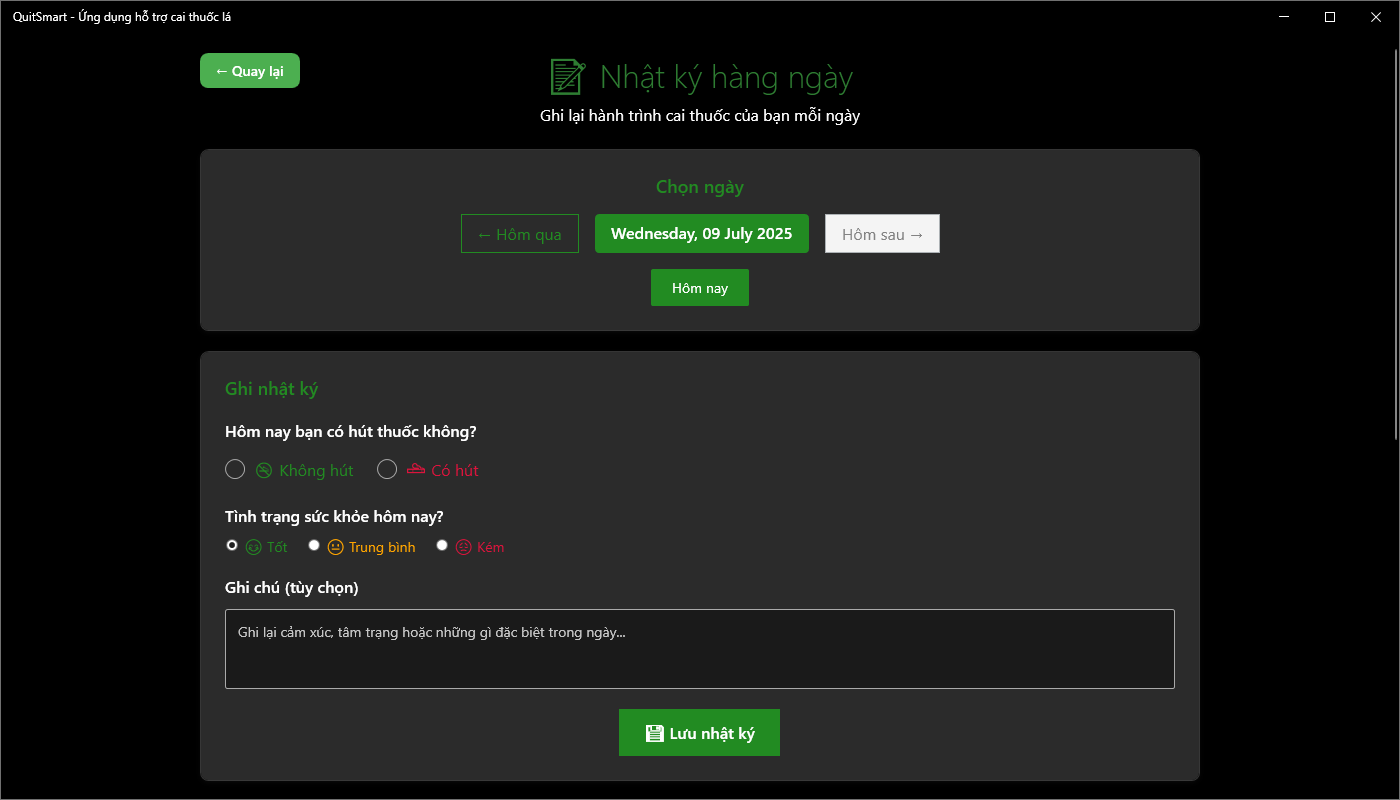 QuitSmart - Ứng dụng hỗ trợ cai thuốc lá
← Quay lại
Nhật ký hàng ngày
Ghi lại hành trình cai thuốc của bạn mỗi ngày
Chọn ngày
← Hôm qua
Wednesday, 09 July 2025
Hôm sau →
Hôm nay
Ghi nhật ký
Hôm nay bạn có hút thuốc không?
Không hút
Có hút
Tình trạng sức khỏe hôm nay?
Tốt
Trung bình
Kém
Ghi chú (tùy chọn)
Ghi lại cảm xúc, tâm trạng hoặc những gì đặc biệt trong ngày...
Lưu nhật ký